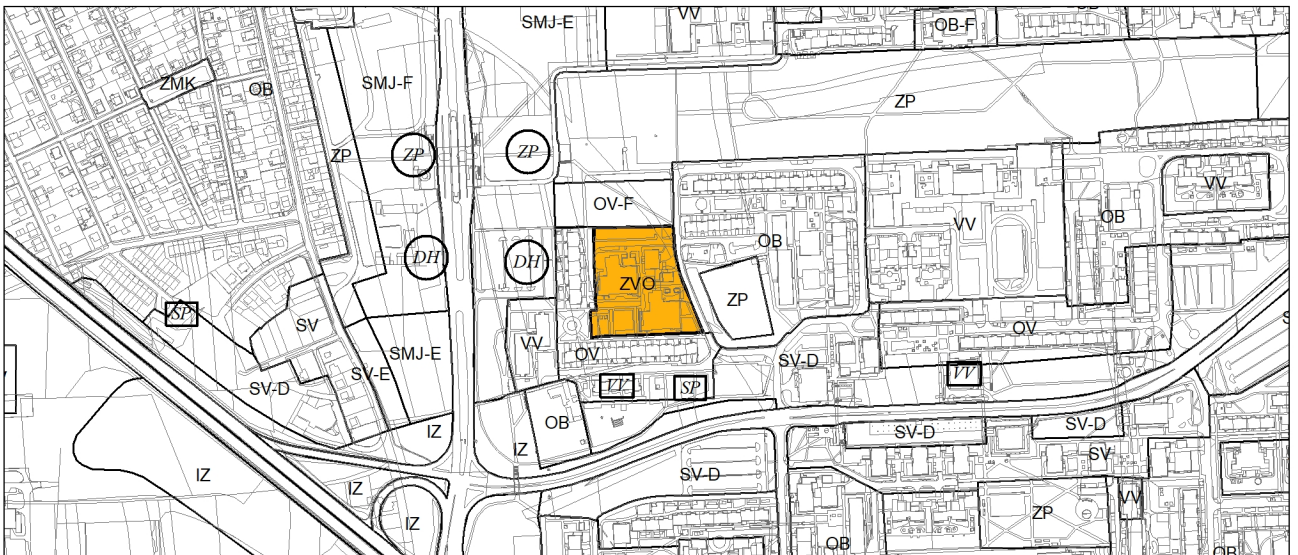 SMJ-E
VV
OB-F
ZMK
OB
SMJ-F
ZP
ZP
ZP
ZP
OV-F
VV
OB
VV
OB
DH
DH
ZVO
ZP
SP
SV
VV
OV
OV
SV-D
SMJ-E
SV-E
SV-D
VV
SP
VV
OB
IZ
IZ
SV-D
SV-D
SV
SV-D
IZ
IZ
IZ
ZP
VV
OB
OB